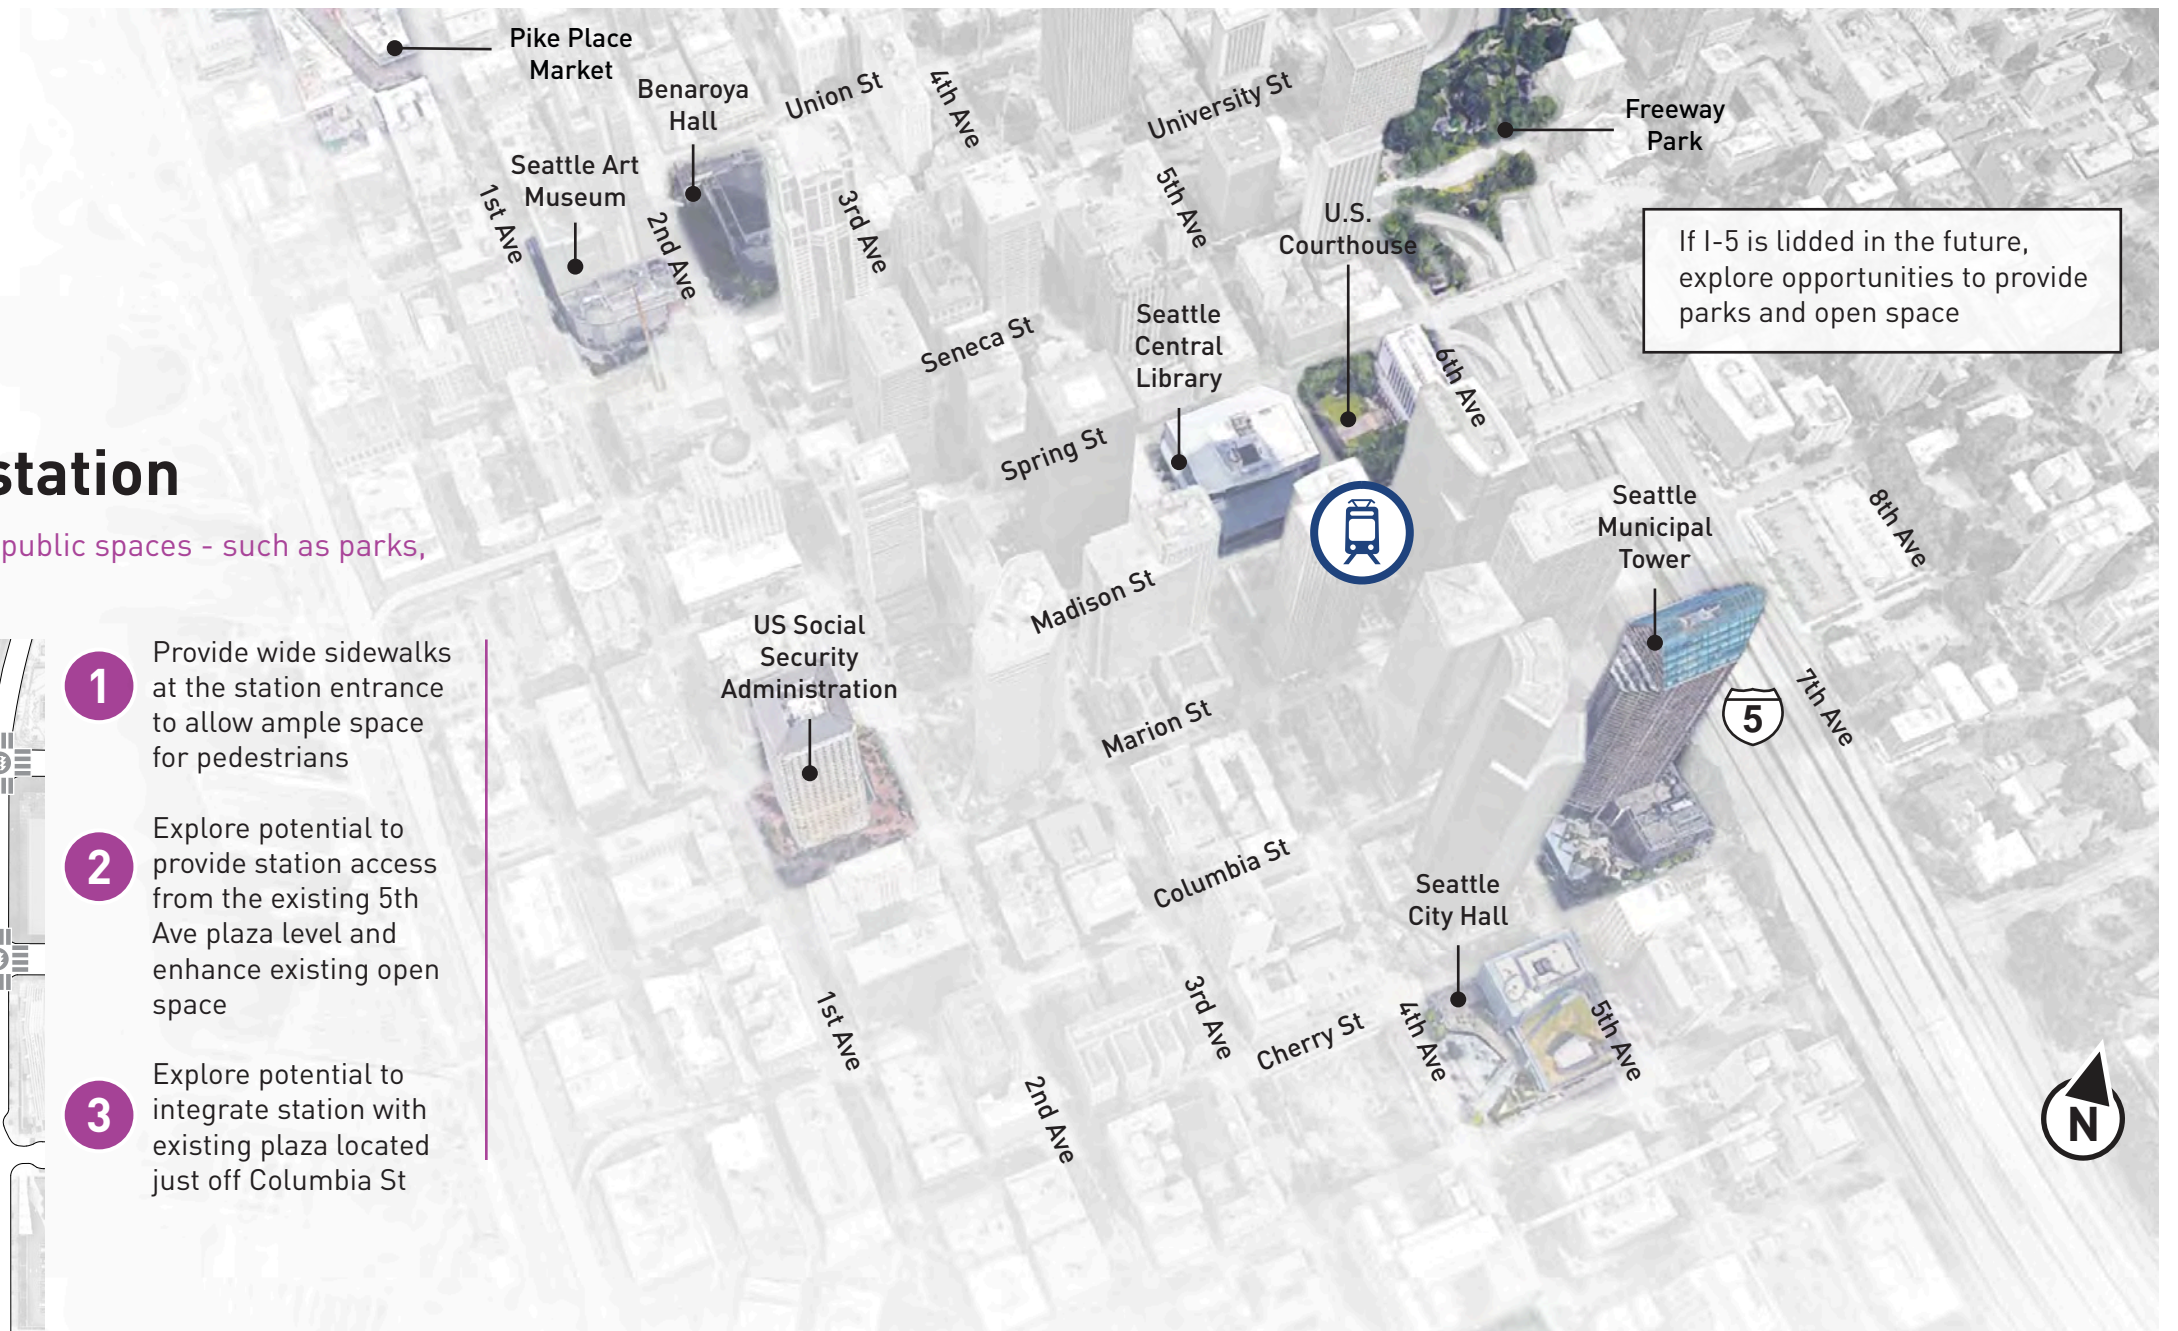 station
public spaces - such as parks,
1
Provide wide sidewalks
at the station entrance
to allow ample space
for pedestrians
2
Explore potential to
provide station access
from the existing 5th
Ave plaza level and
enhance existing open
space
3
Explore potential to
integrate station with
existing plaza located
just off Columbia St
Pike Place
Market
Benaroya
Hall
Seattle Art
Museum
Union St
4th Ave
University St
Freeway
Park
1st Ave
2nd Ave
3rd Ave
5th Ave
U.S.
Courthouse
If I-5 is lidded in the future,
explore opportunities to provide
parks and open space
Seneca St
Seattle
Central
Library
6th Ave
Spring St
Seattle
Municipal
Tower
8th Ave
Madison St
US Social
Security
Administration
Marion St
5
7th Ave
Columbia St
Seattle
City Hall
1st Ave
2nd Ave
3rd Ave
Cherry St
4th Ave
5th Ave
N